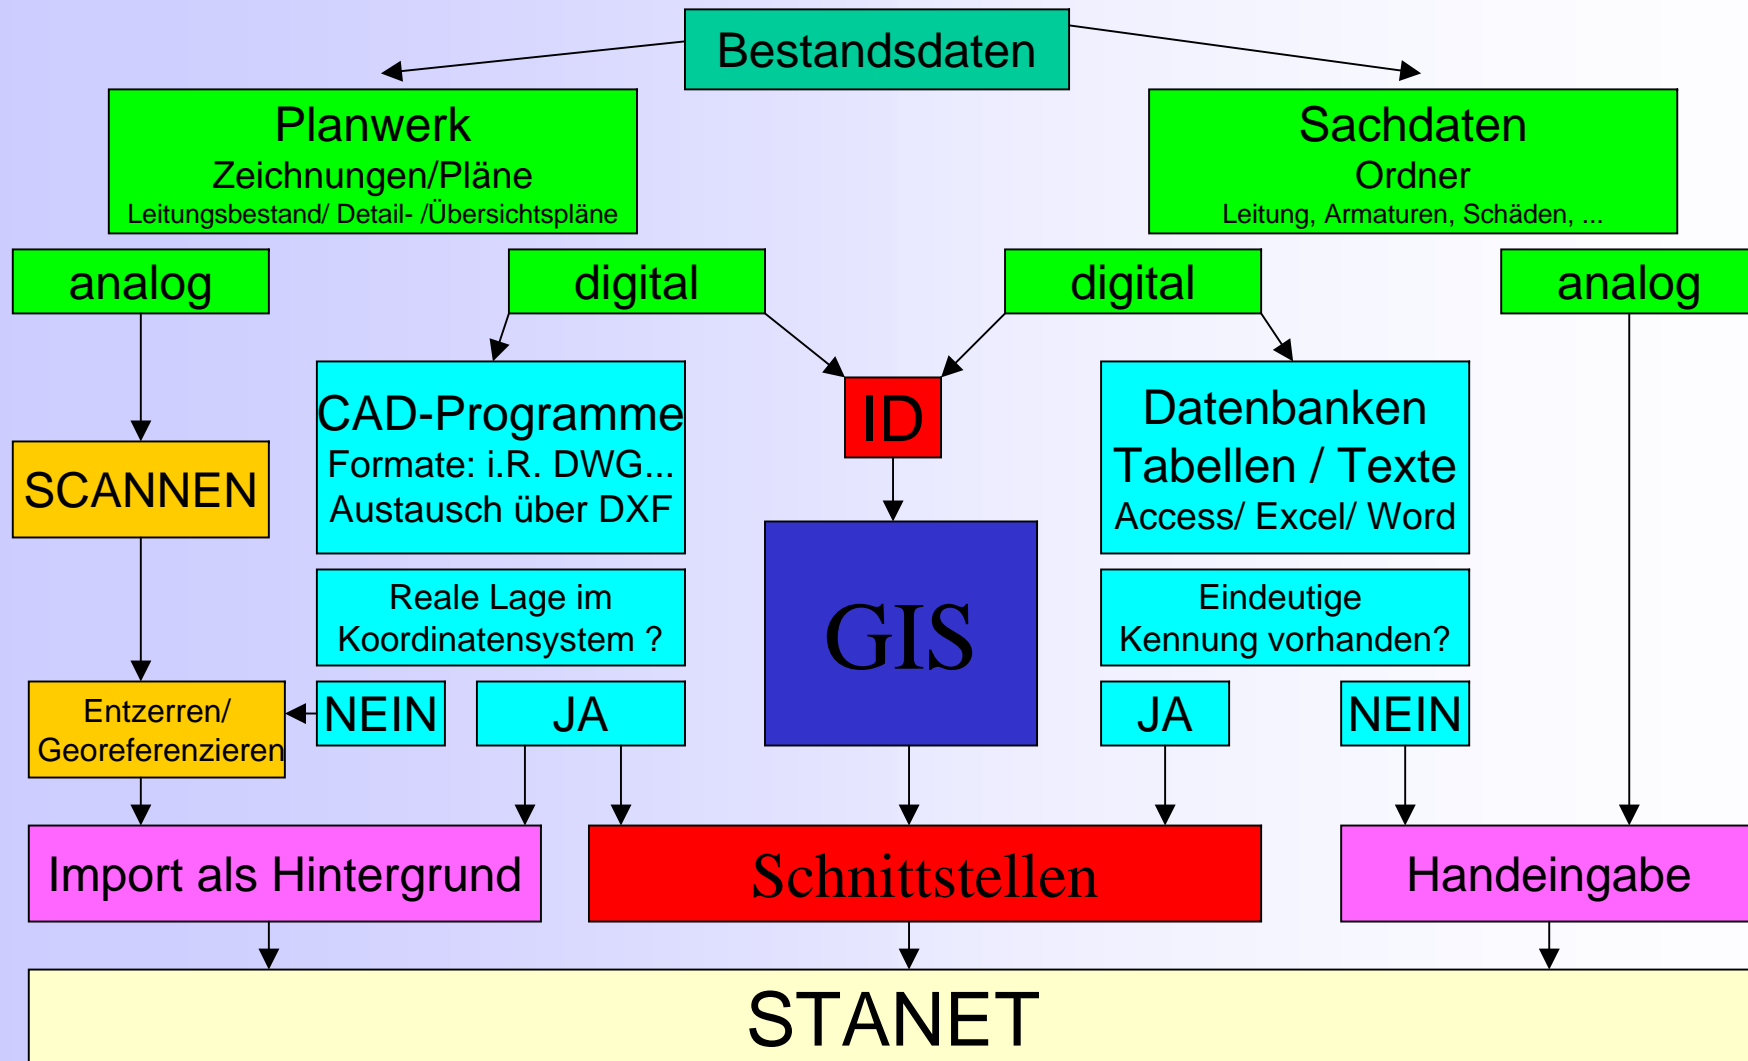 Bestandsdaten
Planwerk
Zeichnungen/Pläne
Leitungsbestand/ Detail- /Übersichtspläne
Sachdaten
Ordner
Leitung, Armaturen, Schäden, ...
analog
digital
digital
analog
CAD-Programme
Formate: i.R. DWG...
Austausch über DXF
ID
Datenbanken
Tabellen / Texte
Access/ Excel/ Word
SCANNEN
Reale Lage im
Koordinatensystem ?
GIS
Eindeutige
Kennung vorhanden?
Entzerren/
Georeferenzieren
NEIN
JA
JA
NEIN
Import als Hintergrund
Schnittstellen
Handeingabe
STANET